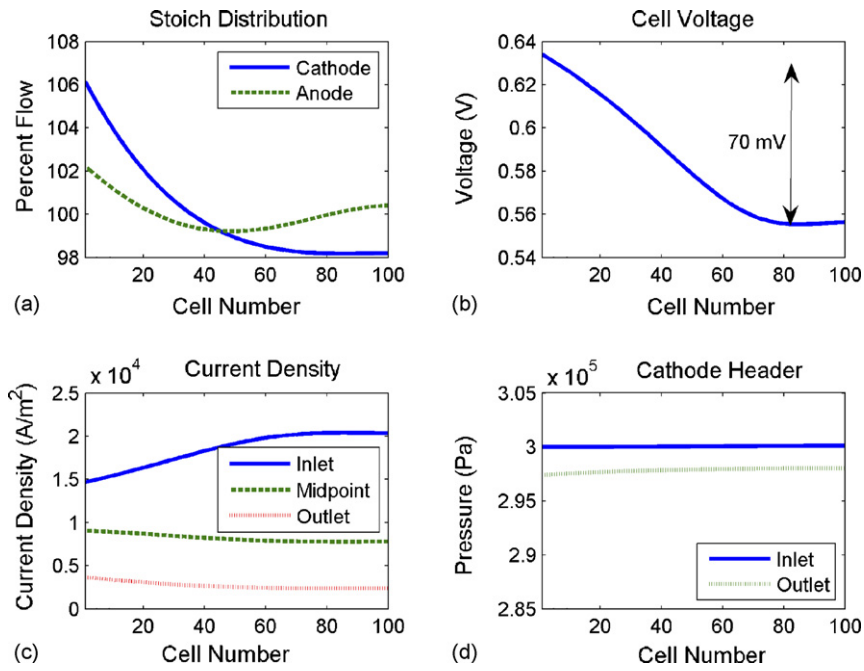 Stoich Distribution
108
106
104
102
100
98
Percent Flow
Cathode
Anode
20 40 60 80 100
Cell Number
(a)
Cell Voltage
0.64
0.62
0.6
0.58
0.56
0.54
Voltage (V)
70 mV
20 40 60 80 100
Cell Number
(b)
x 10^4
Current Density
2.5
2
1.5
1
0.5
0
Current Density (A/m²)
Inlet
Midpoint
Outlet
20 40 60 80 100
Cell Number
(c)
x 10^5
Cathode Header
3.05
3
2.95
2.9
2.85
Pressure (Pa)
Inlet
Outlet
20 40 60 80 100
Cell Number
(d)